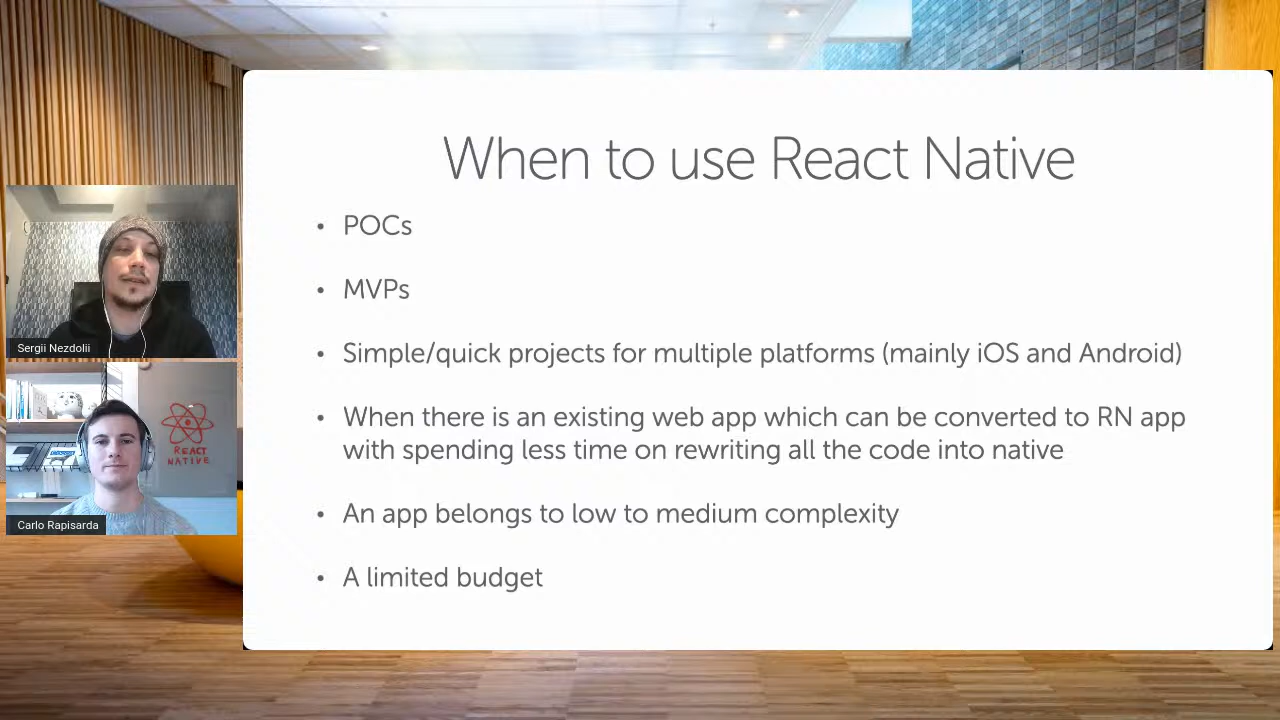 When to use React Native
• POCs
• MVPs
• Simple/quick projects for multiple platforms (mainly iOS and Android)
• When there is an existing web app which can be converted to RN app
with spending less time on rewriting all the code into native
• An app belongs to low to medium complexity
• A limited budget
Sergii Nezdolii
REACT
NATIVE
Carlo Rapisarda